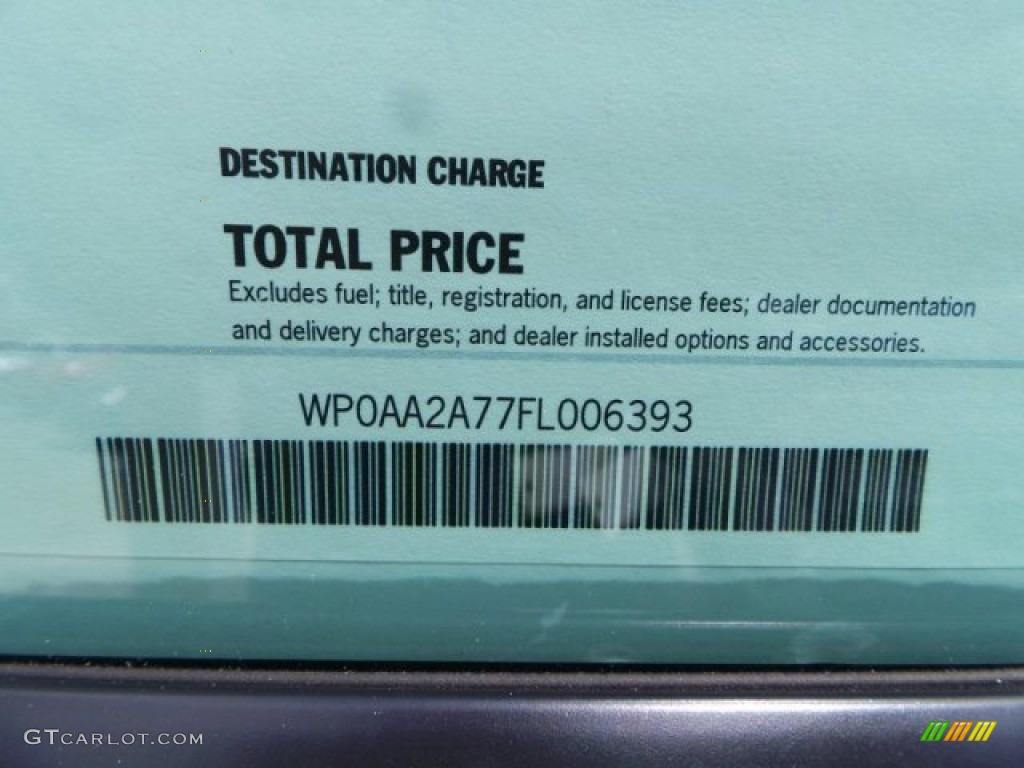 DESTINATION CHARGE
TOTAL PRICE
Excludes fuel; title, registration, and license fees; dealer documentation
and delivery charges; and dealer installed options and accessories.
WP0AA2A77FL006393
GTCARLOT.COM